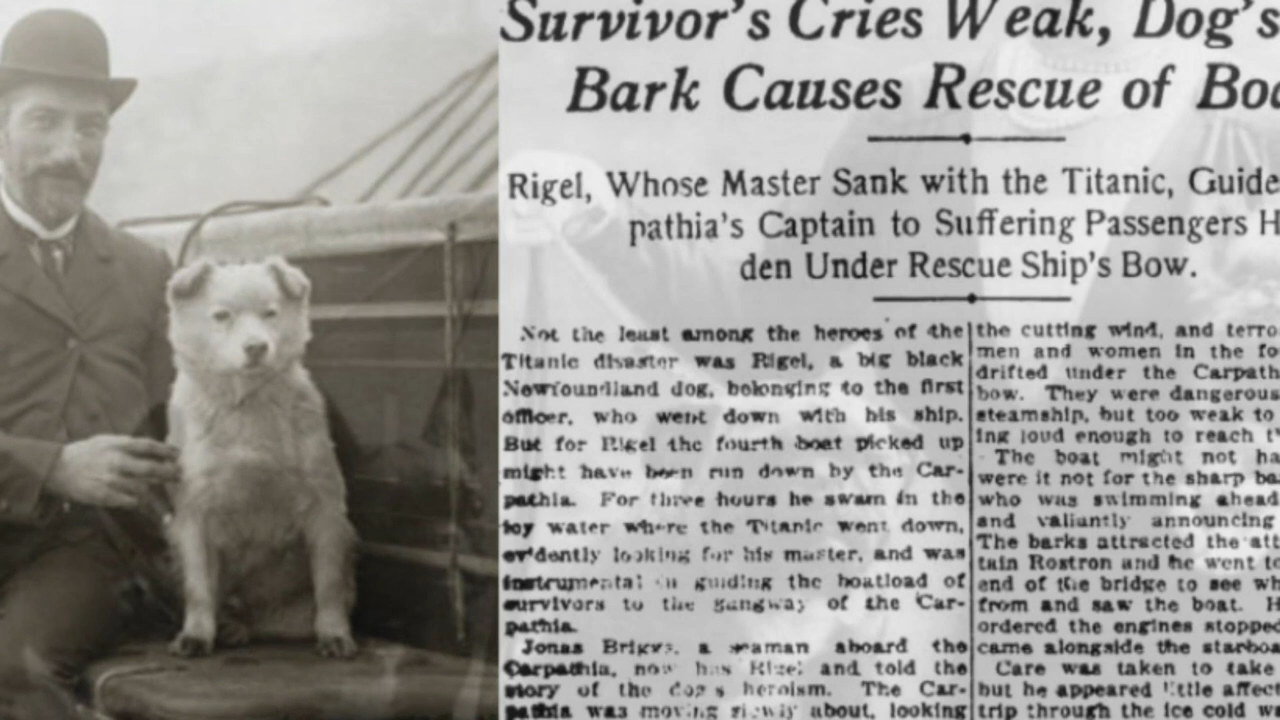 Survivor's Cries Weak, Dog's
Bark Causes Rescue of Boa
Rigel, Whose Master Sank with the Titanic, Guide
pathia's Captain to Suffering Passengers H
den Under Rescue Ship's Bow.
Not the least among the heroes of the
Titanic disaster was Rigel, a big black
Newfoundland dog, belonging to the first
officer, who went down with his ship.
But for Rigel the fourth boat picked up
might have been run down by the Car-
pathia. For three hours he swam in the
icy water where the Titanic went down,
evidently looking for his master, and was
instrumental in guiding the boatload of
survivors to the gangway of the Car-
pathia.
Jonas Briggs, a seaman aboard the
Carpathia, now has Rigel and told the
story of the dog's heroism. The Car-
pathia was moving slowly about, looking
the cutting wind, and terro
men and women in the fo
drifted under the Carpath
bow. They were dangerous
steamship, but too weak to
ing loud enough to reach t
The boat might not ha
were it not for the sharp ba
who was swimming ahead
and valiantly announcing
The barks attracted the att
tain Rostron and he went to
end of the bridge to see wh
from and saw the boat. H
ordered the engines stopped
came alongside the starboa
Care was taken to take
but he appeared little affect
trip through the ice cold wa